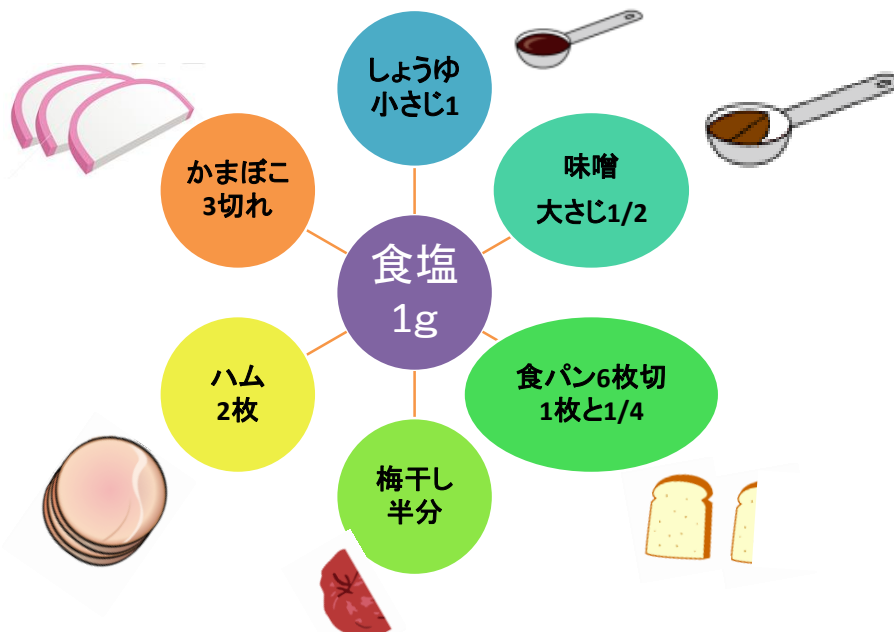 しょうゆ
小さじ1
味噌
大さじ1/2
かまぼこ
3切れ
食塩
1g
ハム
2枚
食パン6枚切
1枚と1/4
梅干し
半分